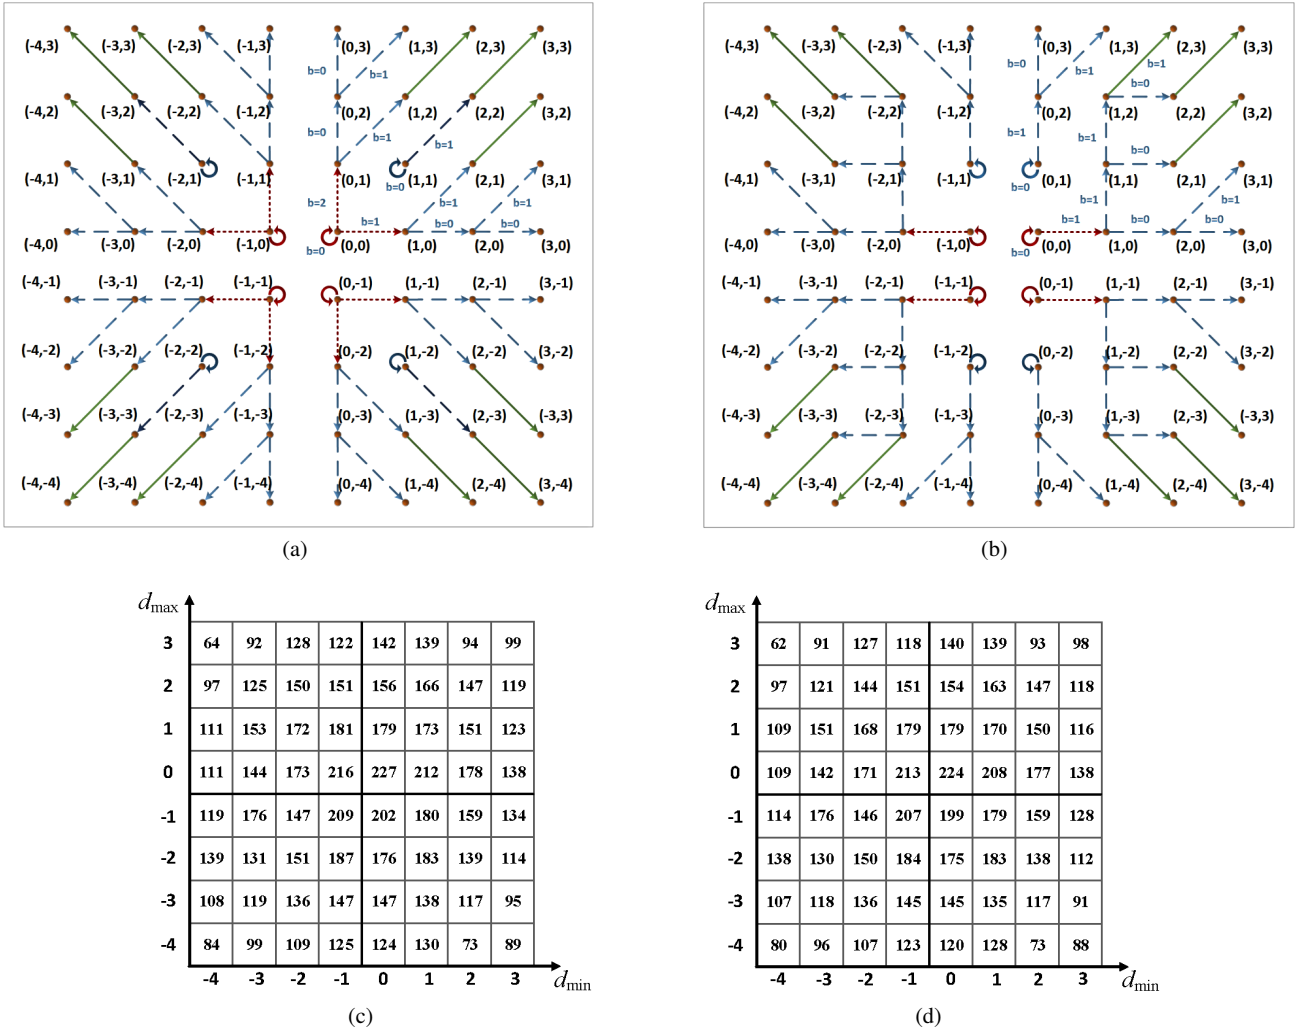 (-4,3) (-3,3) (-2,3) (-1,3) (0,3) (1,3) (2,3) (3,3)
b=0 b=1
(-4,2) (-3,2) (-2,2) (-1,2) (0,2) (1,2) (2,2) (3,2)
b=0 b=1 b=1
(-4,1) (-3,1) (-2,1) (-1,1) (0,1) (1,1) (2,1) (3,1)
b=0
b=2 b=1 b=1
b=1 b=0 b=0
(-4,0) (-3,0) (-2,0) (-1,0) (0,0) (1,0) (2,0) (3,0)
b=0
(-4,-1) (-3,-1) (-2,-1) (-1,-1) (0,-1) (1,-1) (2,-1) (3,-1)
(-4,-2) (-3,-2) (-2,-2) (-1,-2) (0,-2) (1,-2) (2,-2) (3,-2)
(-4,-3) (-3,-3) (-2,-3) (-1,-3) (0,-3) (1,-3) (2,-3) (-3,3)
(-4,-4) (-3,-4) (-2,-4) (-1,-4) (0,-4) (1,-4) (2,-4) (3,-4)
(a)
(-4,3) (-3,3) (-2,3) (-1,3) (0,3) (1,3) (2,3) (3,3)
b=0 b=1 b=1
b=0
(-4,2) (-3,2) (-2,2) (-1,2) (0,2) (1,2) (2,2) (3,2)
b=1 b=1 b=0
(-4,1) (-3,1) (-2,1) (-1,1) (0,1) (1,1) (2,1) (3,1)
b=0
b=1 b=1
b=1 b=0 b=0
(-4,0) (-3,0) (-2,0) (-1,0) (0,0) (1,0) (2,0) (3,0)
b=0
(-4,-1) (-3,-1) (-2,-1) (-1,-1) (0,-1) (1,-1) (2,-1) (3,-1)
(-4,-2) (-3,-2) (-2,-2) (-1,-2) (0,-2) (1,-2) (2,-2) (3,-2)
(-4,-3) (-3,-3) (-2,-3) (-1,-3) (0,-3) (1,-3) (2,-3) (-3,3)
(-4,-4) (-3,-4) (-2,-4) (-1,-4) (0,-4) (1,-4) (2,-4) (3,-4)
(b)
dmax
3 64 92 128 122 142 139 94 99
2 97 125 150 151 156 166 147 119
1 111 153 172 181 179 173 151 123
0 111 144 173 216 227 212 178 138
-1 119 176 147 209 202 180 159 134
-2 139 131 151 187 176 183 139 114
-3 108 119 136 147 147 138 117 95
-4 84 99 109 125 124 130 73 89
-4 -3 -2 -1 0 1 2 3 dmin
(c)
dmax
3 62 91 127 118 140 139 93 98
2 97 121 144 151 154 163 147 118
1 109 151 168 179 179 170 150 116
0 109 142 171 213 224 208 177 138
-1 114 176 146 207 199 179 159 128
-2 138 130 150 184 175 183 138 112
-3 107 118 136 145 145 135 117 91
-4 80 96 107 123 120 128 73 88
-4 -3 -2 -1 0 1 2 3 dmin
(d)